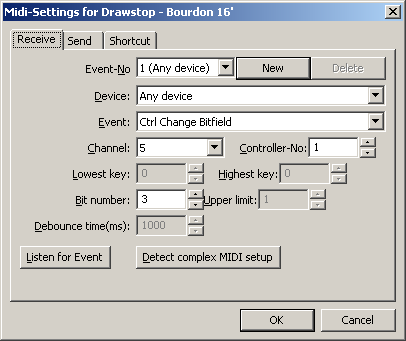 Midi-Settings for Drawstop - Bourdon 16'
Receive Send Shortcut
Event-No 1 (Any device) New Delete
Device: Any device
Event: Ctrl Change Bitfield
Channel: 5 Controller-No: 1
Lowest key: 0 Highest key: 0
Bit number: 3 Upper limit: 1
Debounce time(ms): 1000
Listen for Event Detect complex MIDI setup
OK Cancel